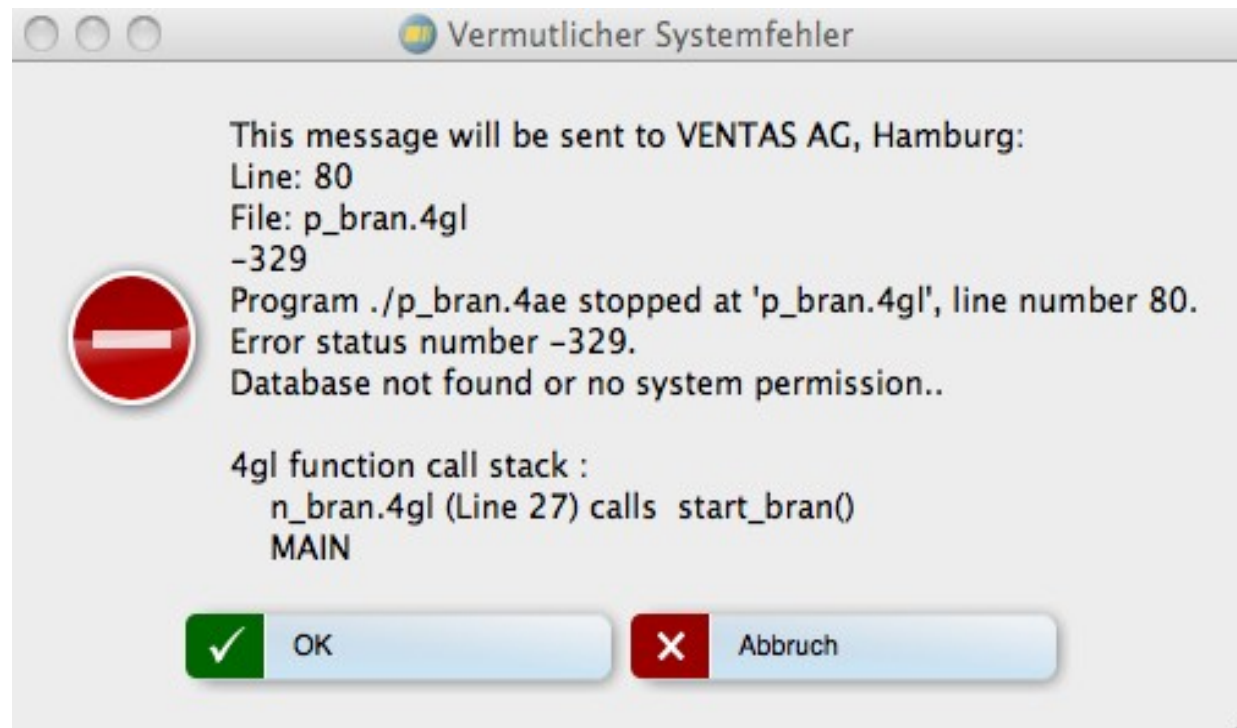 Vermutlicher Systemfehler
This message will be sent to VENTAS AG, Hamburg:
Line: 80
File: p_bran.4gl
-329
Program ./p_bran.4ae stopped at 'p_bran.4gl', line number 80.
Error status number -329.
Database not found or no system permission..
4gl function call stack :
n_bran.4gl (Line 27) calls start_bran()
MAIN
OK
Abbruch